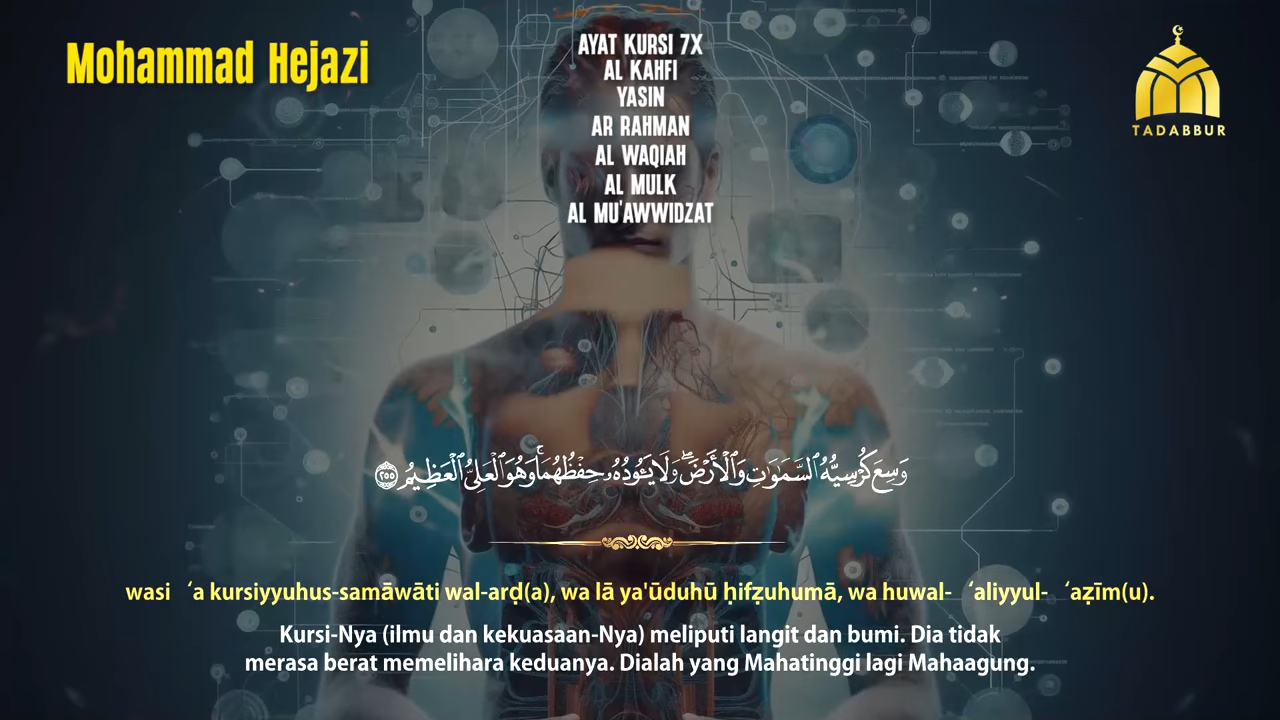 Mohammad Hejazi
AYAT KURSI 7X
AL KAHFI
YASIN
AR RAHMAN
AL WAQIAH
AL MULK
AL MU'AWWIDZAT
TADABBUR
وَسِعَ كُرْسِيُّهُ ٱلسَّمَٰوَٰتِ وَٱلْأَرْضَۖ وَلَا يَـُٔودُهُۥ حِفْظُهُمَاۚ وَهُوَ ٱلْعَلِىُّ ٱلْعَظِيمُ ٢٥٥
wasi‘a kursiyyuhus-samāwāti wal-arḍ(a), wa lā ya'ūduhū ḥifẓuhumā, wa huwal-‘aliyyul-‘aẓīm(u).
Kursi-Nya (ilmu dan kekuasaan-Nya) meliputi langit dan bumi. Dia tidak
merasa berat memelihara keduanya. Dialah yang Mahatinggi lagi Mahaagung.